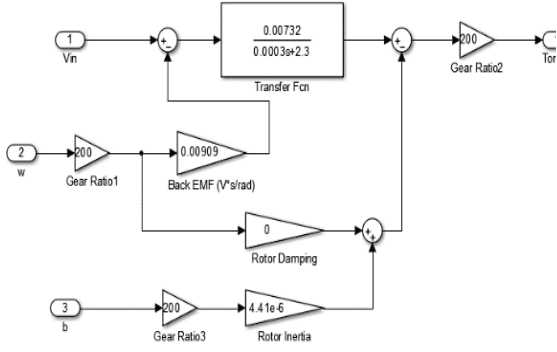 1
Vin
+
-
0.00732
0.0003s+2.3
Transfer Fcn
+
-
200
Gear Ratio2
2
w
200
Gear Ratio1
0.00909
Back EMF (V*s/rad)
0
Rotor Damping
+
+
3
b
200
Gear Ratio3
4.41e-6
Rotor Inertia